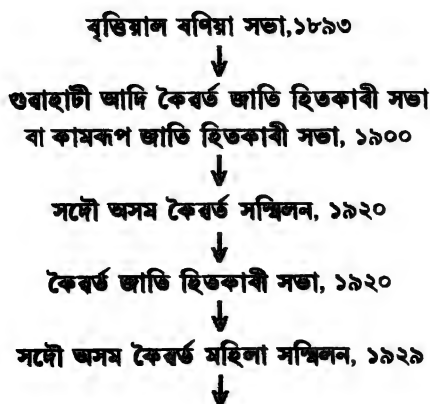 বৃত্তিয়াল বণিয়া সভা,১৮৯৩
গুৱাহাটী আদি কৈৱৰ্ত জাতি হিতকাৰী সভা
বা কামৰূপ জাতি হিতকাৰী সভা, ১৯০০
সদৌ অসম কৈৱৰ্ত সন্মিলন, ১৯২০
কৈৱৰ্ত জাতি হিতকাৰী সভা, ১৯২০
সদৌ অসম কৈৱৰ্ত মহিলা সন্মিলন, ১৯২৯